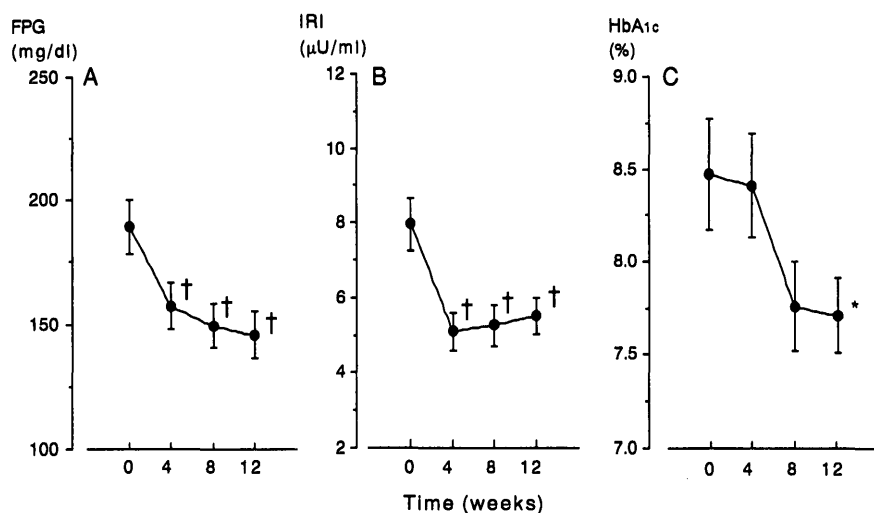 FPG
(mg/dl)
A
250
200
150
100
†
†
†
0 4 8 12
IRI
(μU/ml)
B
12
10
8
6
4
2
†
†
†
0 4 8 12
HbA1c
(%)
C
9.0
8.5
8.0
7.5
7.0
*
0 4 8 12
Time (weeks)